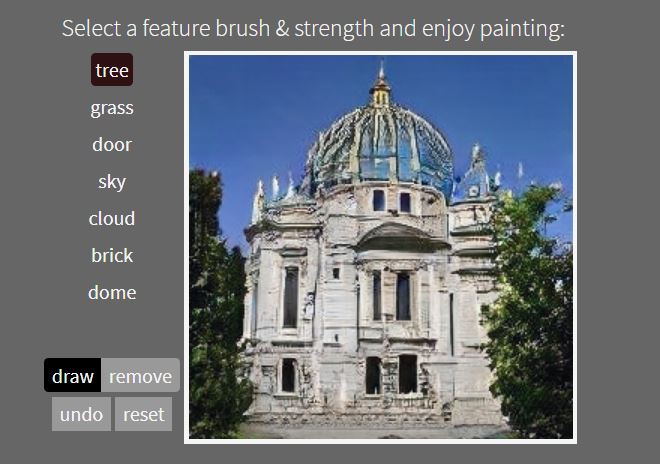 Select a feature brush & strength and enjoy painting:
tree
grass
door
sky
cloud
brick
dome
draw remove
undo reset